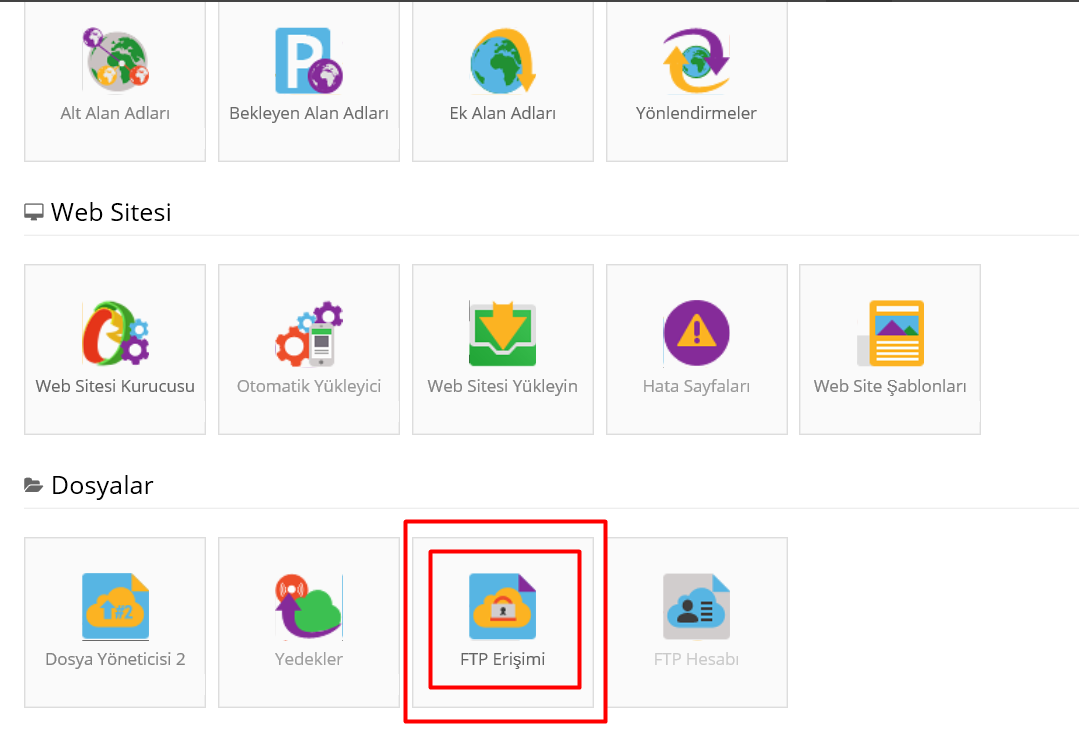 Alt Alan Adları
Bekleyen Alan Adları
Ek Alan Adları
Yönlendirmeler
Web Sitesi
Web Sitesi Kurucusu
Otomatik Yükleyici
Web Sitesi Yükleyin
Hata Sayfaları
Web Site Şablonları
Dosyalar
#2
Dosya Yöneticisi 2
Yedekler
FTP Erişimi
FTP Hesabı